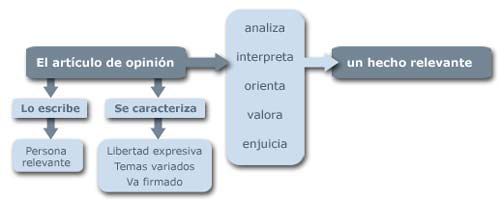 El artículo de opinión
analiza
interpreta
orienta
valora
enjuicia
un hecho relevante
Lo escribe
Se caracteriza
Persona
relevante
Libertad expresiva
Temas variados
Va firmado